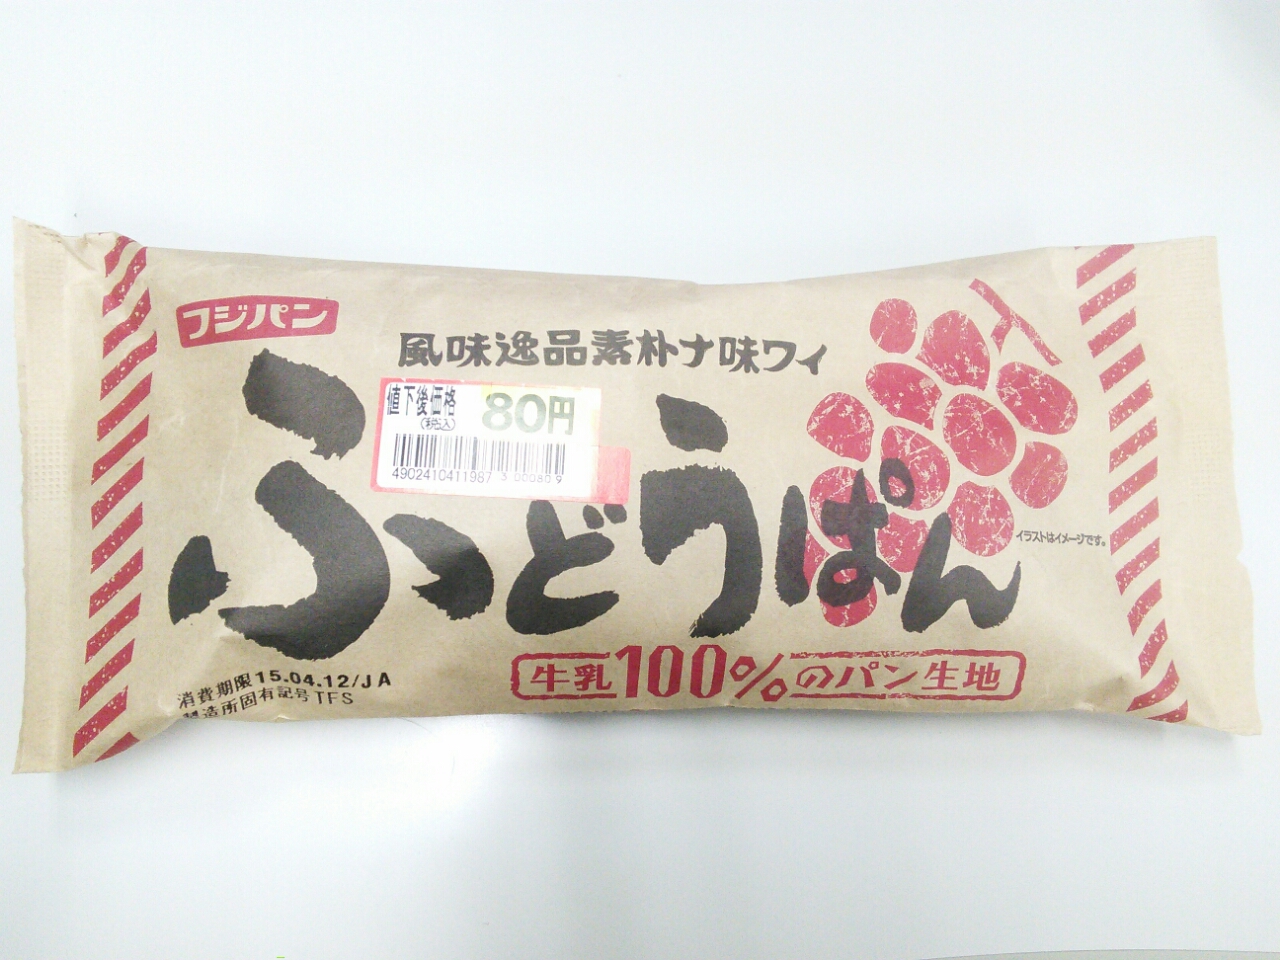 フジパン
風味逸品素朴ナ味ワィ
値下後価格
(税込)
80円
4902410411987
ぶどうぱん
イラストはイメージです。
牛乳100%のパン生地
消費期限15.04.12/JA
製造所固有記号TFS